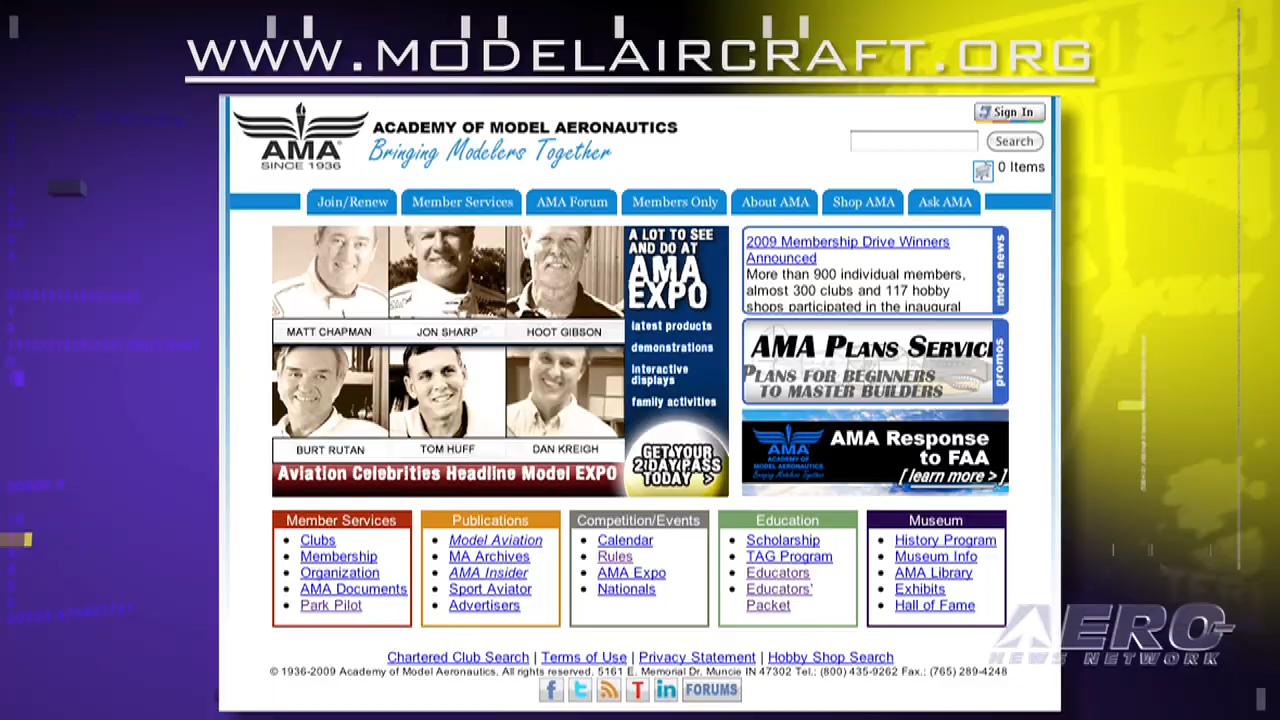 WWW.MODELAIRCRAFT.ORG
AMA
SINCE 1936
ACADEMY OF MODEL AERONAUTICS
Bringing Modelers Together
Sign In
Search
0 Items
Join/Renew Member Services AMA Forum Members Only About AMA Shop AMA Ask AMA
MATT CHAPMAN JON SHARP HOOT GIBSON
BURT RUTAN TOM HUFF DAN KREIGH
Aviation Celebrities Headline Model EXPO
A LOT TO SEE
AND DO AT
AMA
EXPO
latest products
demonstrations
interactive
displays
family activities
GET YOUR
2 DAY PASS
TODAY >
2009 Membership Drive Winners
Announced
More than 900 individual members,
almost 300 clubs and 117 hobby
shops participated in the inaugural
more news
AMA PLANS SERVIC
PLANS FOR BEGINNERS
TO MASTER BUILDERS
promos
AMA
ACADEMY OF
MODEL AERONAUTICS
Bringing Modelers Together
AMA Response
to FAA
[ learn more > ]
Member Services
Clubs
Membership
Organization
AMA Documents
Park Pilot
Publications
Model Aviation
MA Archives
AMA Insider
Sport Aviator
Advertisers
Competition/Events
Calendar
Rules
AMA Expo
Nationals
Education
Scholarship
TAG Program
Educators
Educators'
Packet
Museum
History Program
Museum Info
AMA Library
Exhibits
Hall of Fame
Chartered Club Search | Terms of Use | Privacy Statement | Hobby Shop Search
© 1936-2009 Academy of Model Aeronautics. All rights reserved. 5161 E. Memorial Dr. Muncie IN 47302 Tel.: (800) 435-9262 Fax.: (765) 289-4248
f t T in FORUMS
AERO-
NEWS NETWORK